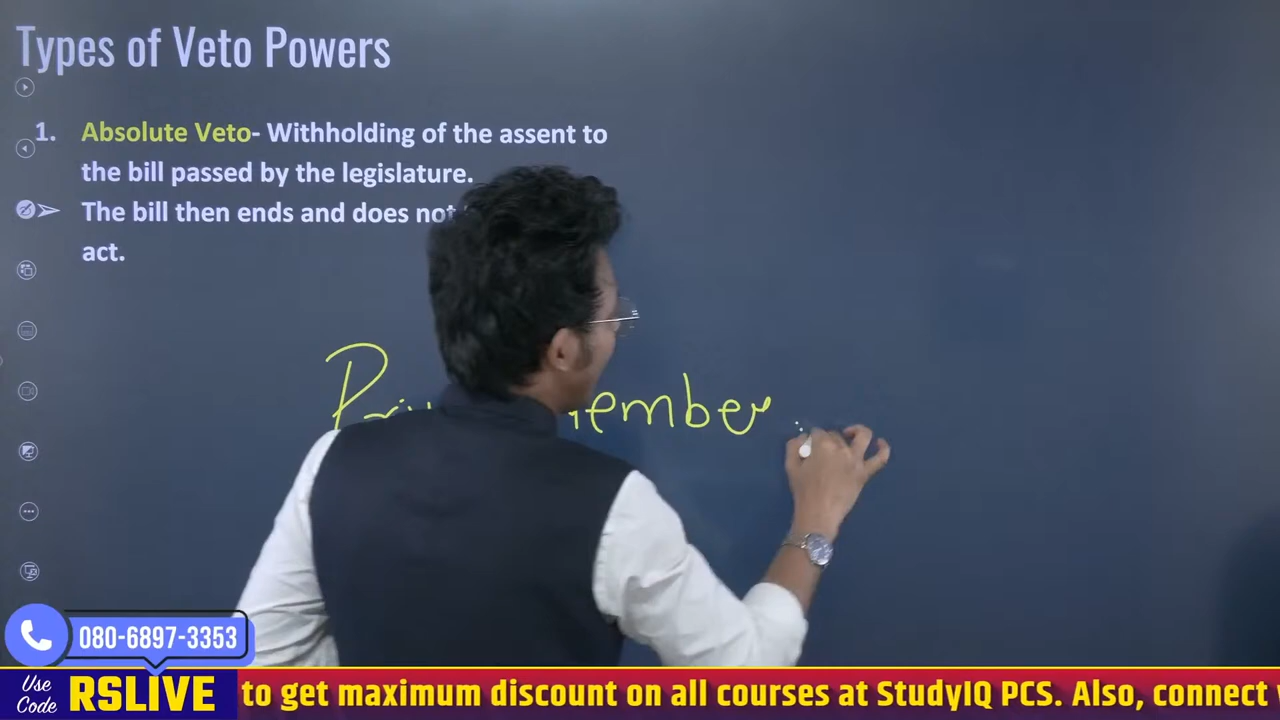 Types of Veto Powers
1. Absolute Veto- Withholding of the assent to
the bill passed by the legislature.
The bill then ends and does not
act.
080-6897-3353
Use
Code
RSLIVE
to get maximum discount on all courses at StudyIQ PCS. Also, connect